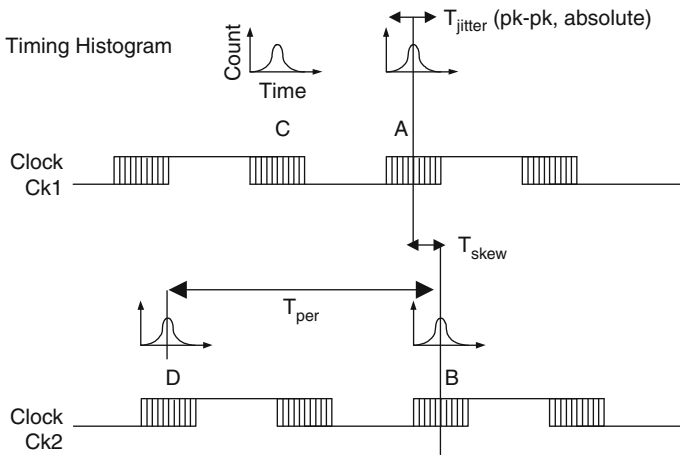 T_jitter (pk-pk, absolute)
Timing Histogram
Count
Time
C
A
Clock
Ck1
T_skew
T_per
D
B
Clock
Ck2